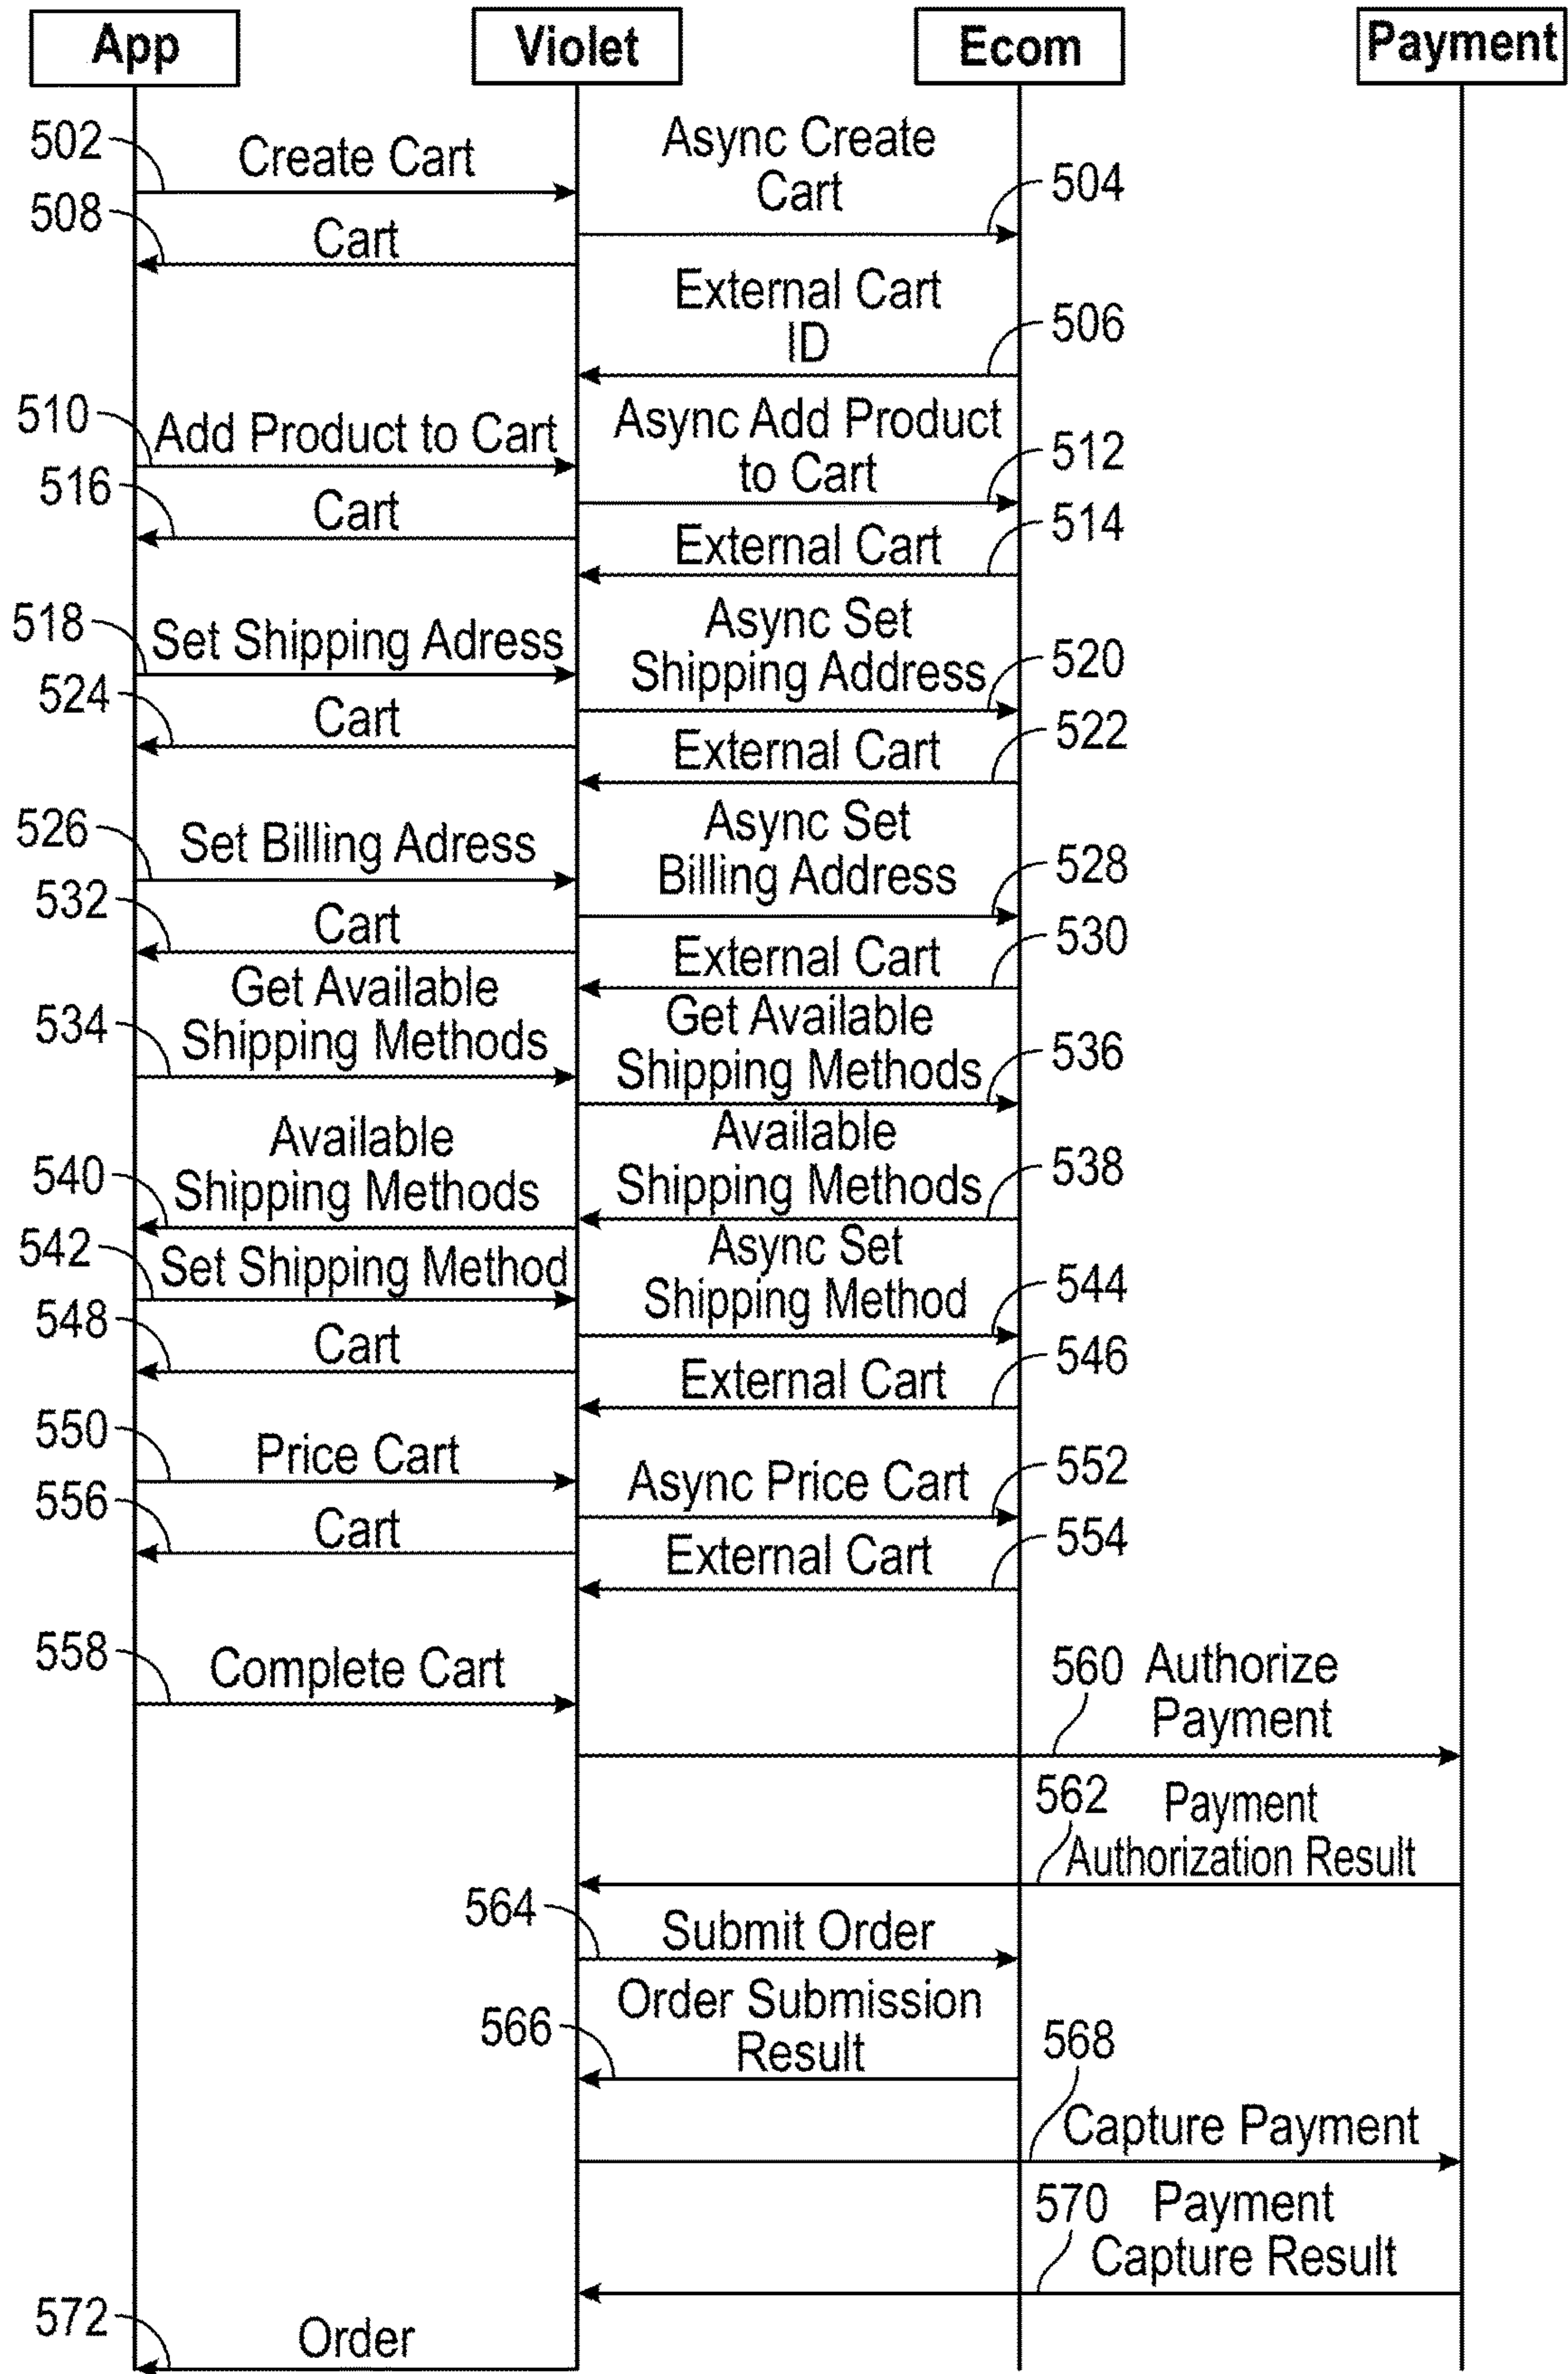 App
Violet
Ecom
Payment
502
Create Cart
Async Create
Cart
504
508
Cart
External Cart
ID
506
510
Add Product to Cart
Async Add Product
to Cart
512
516
Cart
External Cart
514
518
Set Shipping Adress
Async Set
Shipping Address
520
524
Cart
External Cart
522
526
Set Billing Adress
Async Set
Billing Address
528
532
Cart
External Cart
530
534
Get Available
Shipping Methods
Get Available
Shipping Methods
536
540
Available
Shipping Methods
Available
Shipping Methods
538
542
Set Shipping Method
Async Set
Shipping Method
544
548
Cart
External Cart
546
550
Price Cart
Async Price Cart
552
556
Cart
External Cart
554
558
Complete Cart
560
Authorize
Payment
562
Payment
Authorization Result
564
Submit Order
566
Order Submission
Result
568
Capture Payment
570
Payment
Capture Result
572
Order